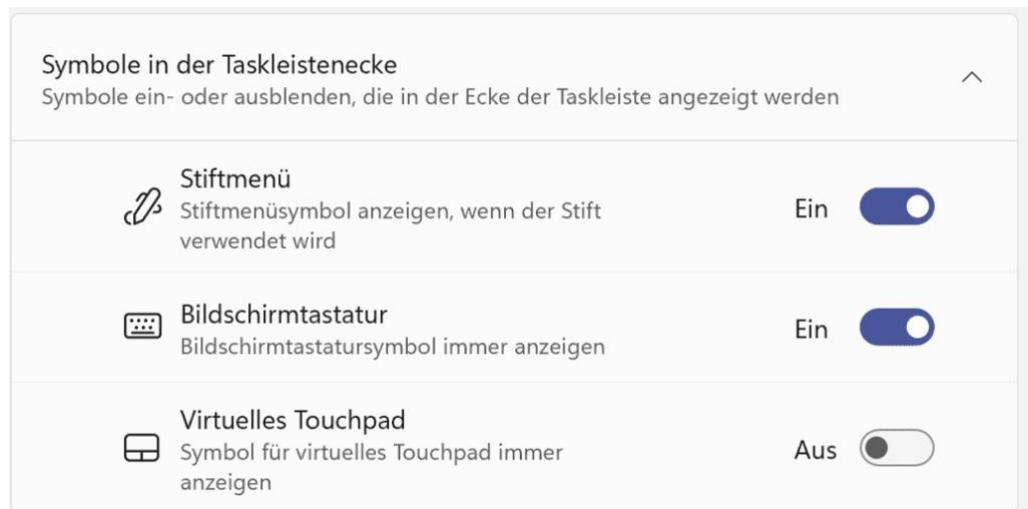 Symbole in der Taskleistenecke
Symbole ein- oder ausblenden, die in der Ecke der Taskleiste angezeigt werden
Stiftmenü
Stiftmenüsymbol anzeigen, wenn der Stift
verwendet wird
Ein
Bildschirmtastatur
Bildschirmtastatursymbol immer anzeigen
Ein
Virtuelles Touchpad
Symbol für virtuelles Touchpad immer
anzeigen
Aus